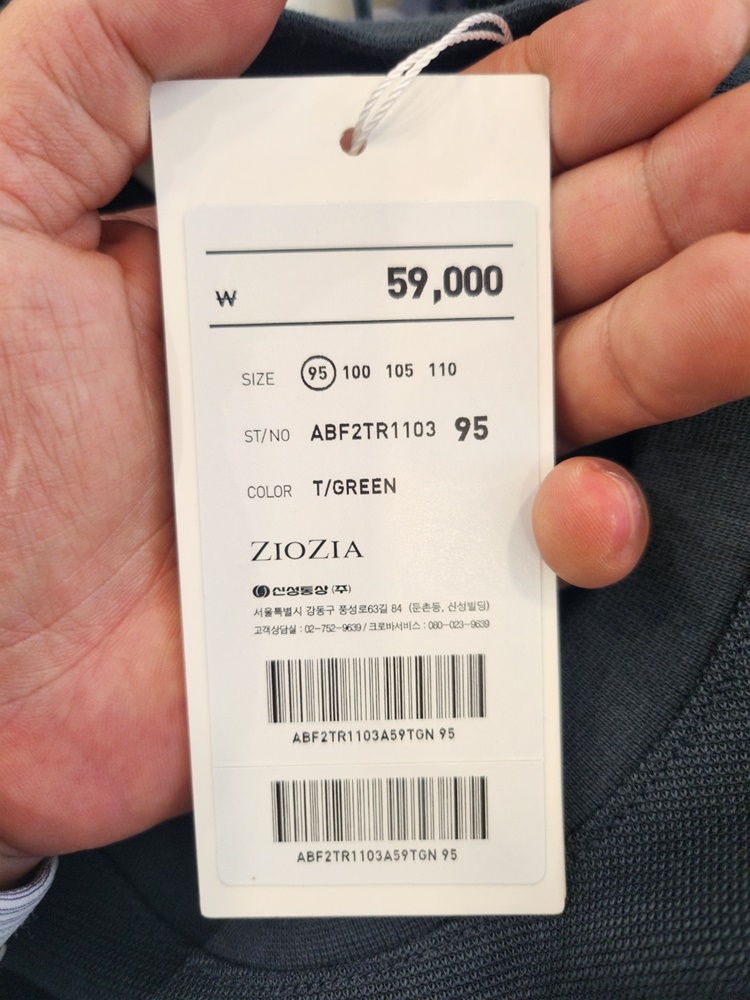 ₩ 59,000
SIZE 95 100 105 110
ST/NO ABF2TR1103 95
COLOR T/GREEN
ZIOZIA
신성통상 (주)
서울특별시 강동구 풍성로63길 84 (둔촌동, 신성빌딩)
고객상담실 : 02-752-9639 / 크로바서비스 : 080-023-9639
ABF2TR1103A59TGN 95
ABF2TR1103A59TGN 95